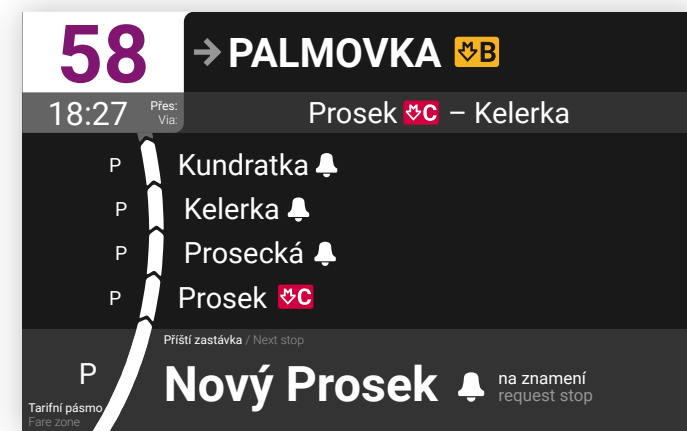 58
→ PALMOVKA B
18:27
Přes:
Via:
Prosek C – Kelerka
P Kundratka
P Kelerka
P Prosecká
P Prosek C
Příští zastávka / Next stop
P
Nový Prosek
na znamení
request stop
Tarifní pásmo
Fare zone